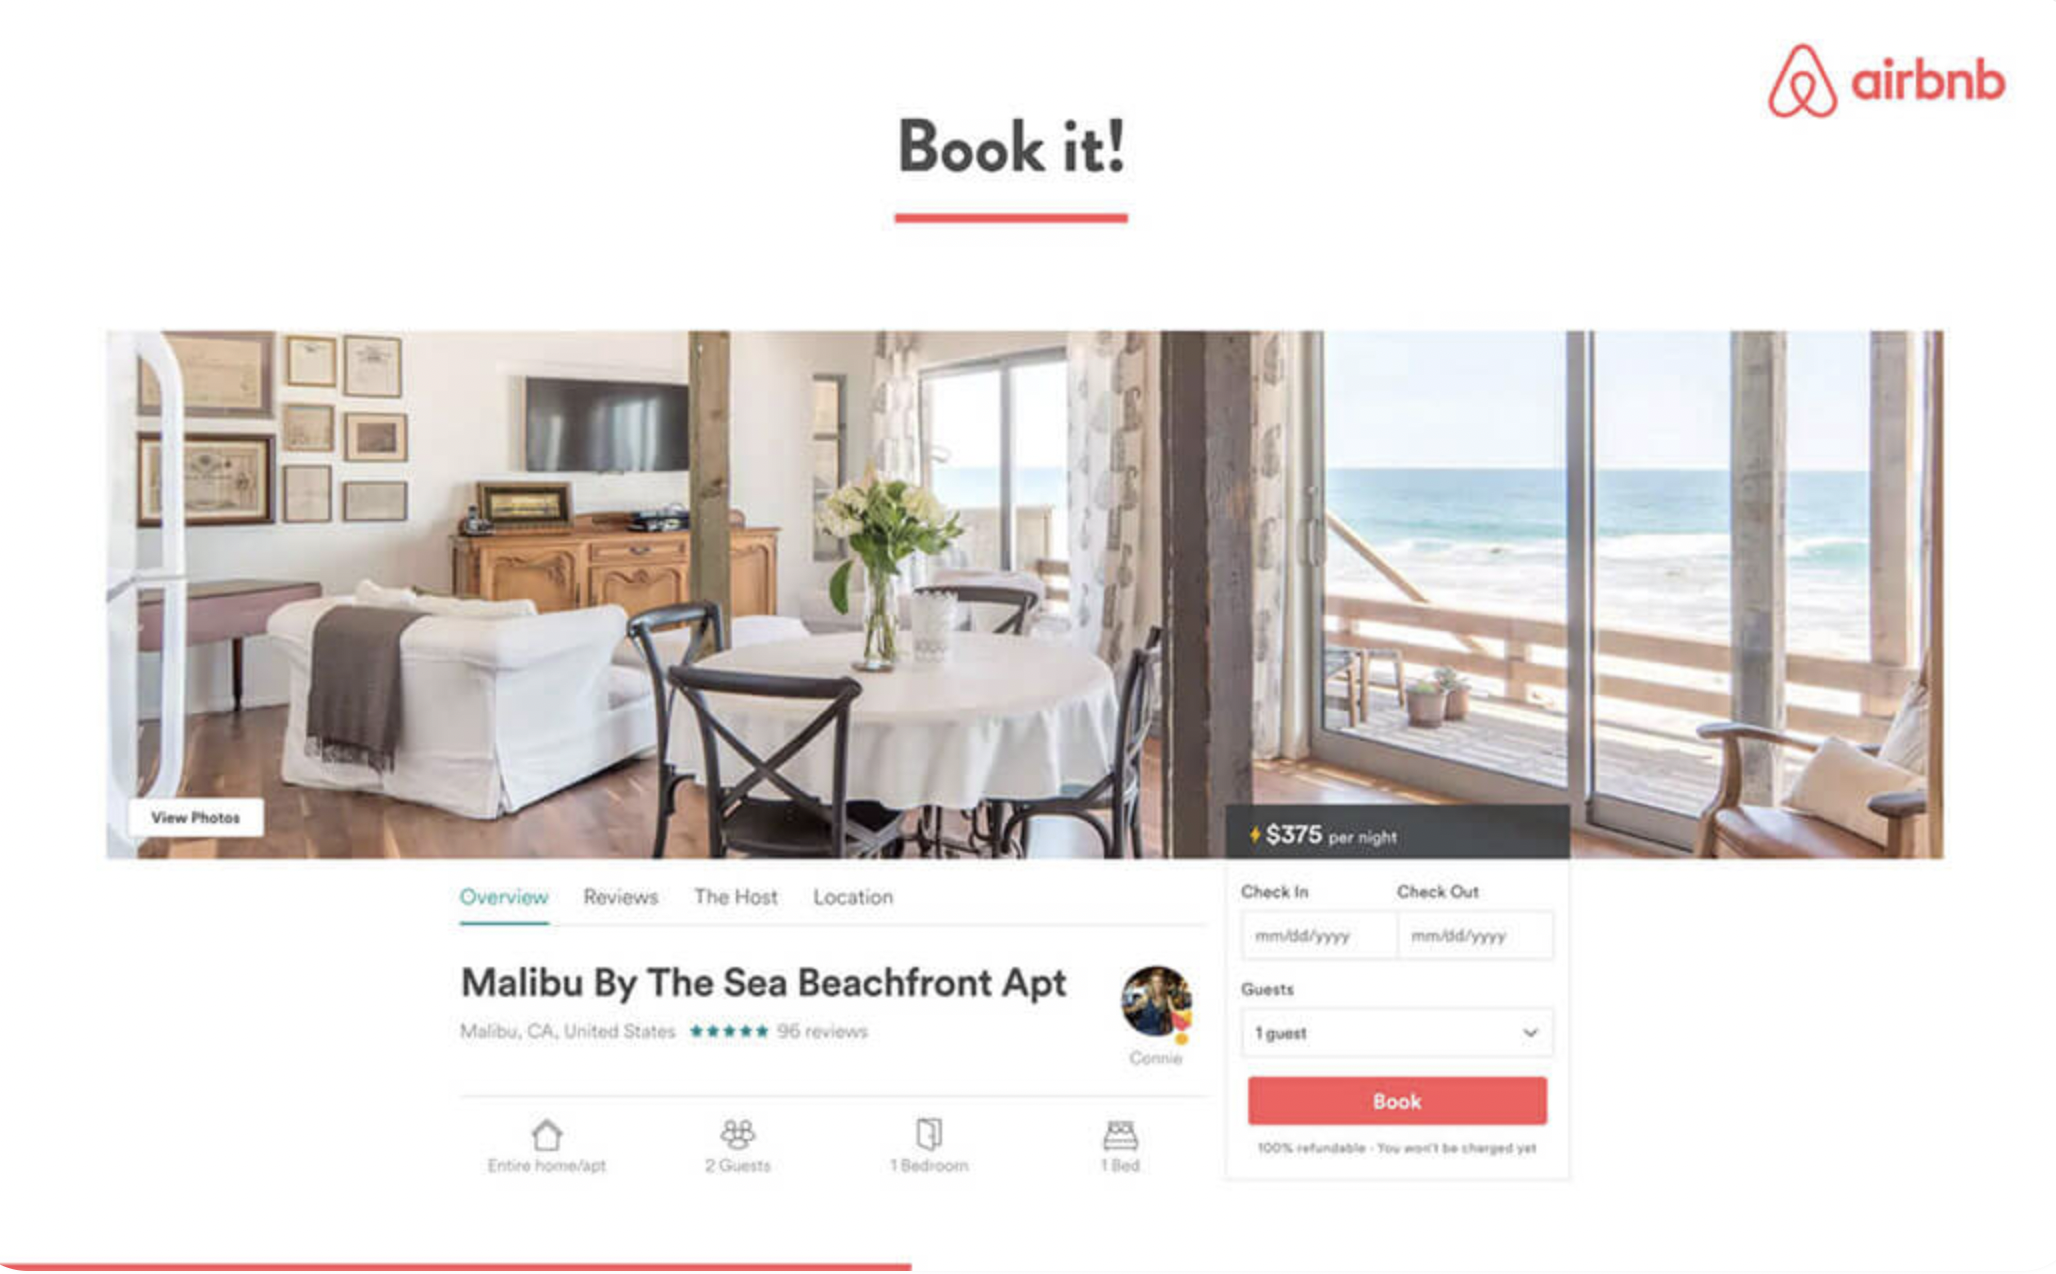 airbnb
Book it!
View Photos
$375 per night
Overview Reviews The Host Location
Check In Check Out
mm/dd/yyyy mm/dd/yyyy
Malibu By The Sea Beachfront Apt
Malibu, CA, United States ★★★★★ 96 reviews
Connie
Guests
1 guest
Book
100% refundable - You won't be charged yet
Entire home/apt 2 Guests 1 Bedroom 1 Bed